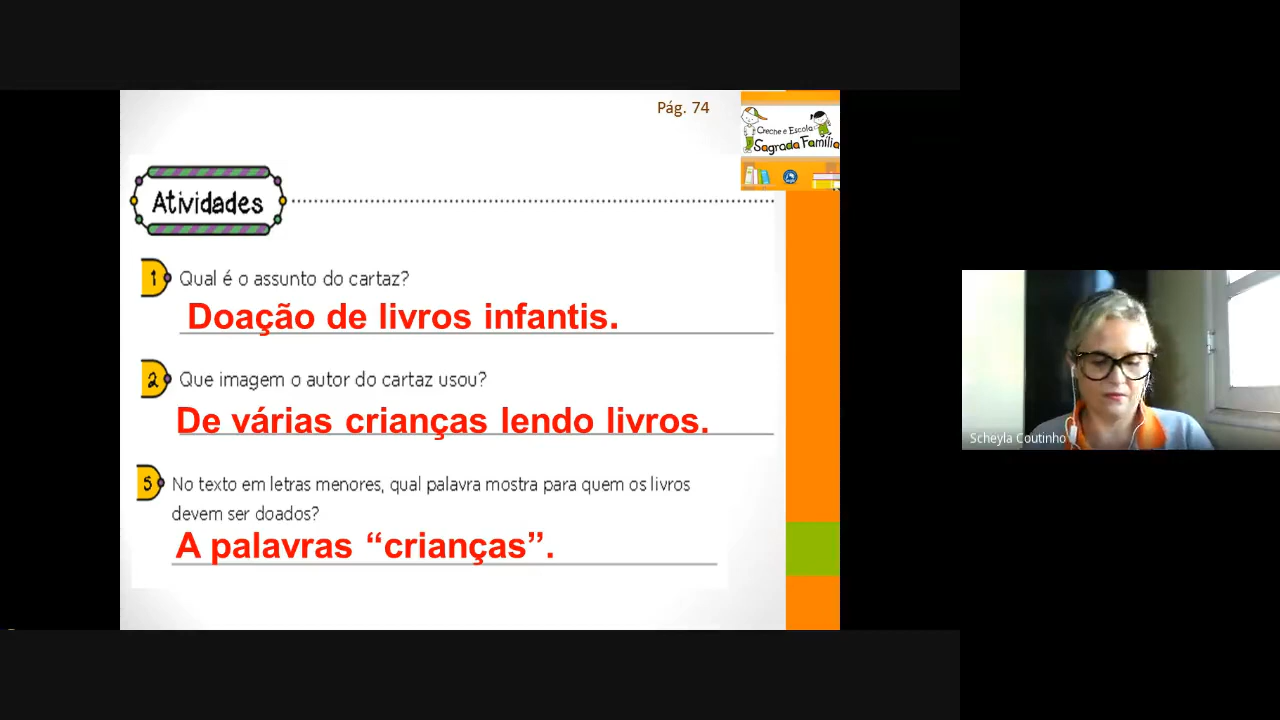 Pág. 74
Creche e Escola
Sagrada Família
Atividades
1 Qual é o assunto do cartaz?
Doação de livros infantis.
2 Que imagem o autor do cartaz usou?
De várias crianças lendo livros.
5 No texto em letras menores, qual palavra mostra para quem os livros
devem ser doados?
A palavras “crianças”.
Scheyla Coutinho